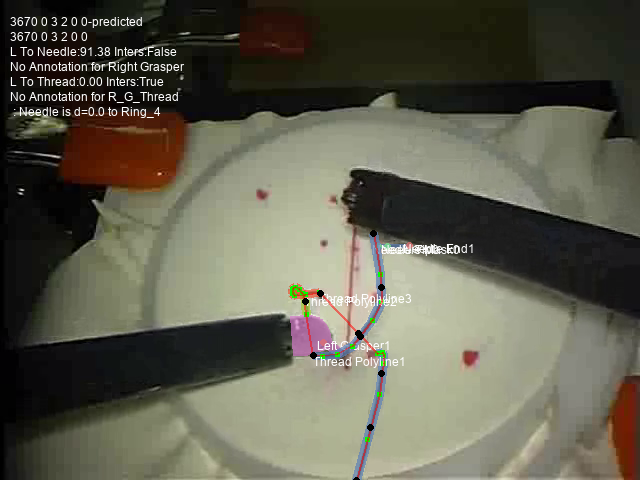 3670 0 3 2 0 0-predicted
3670 0 3 2 0 0
L To Needle:91.38 Inters:False
No Annotation for Right Grasper
L To Thread:0.00 Inters:True
No Annotation for R_G_Thread
: Needle is d=0.0 to Ring_4
Thread Polyline3
Left Grasper1
Thread Polyline1